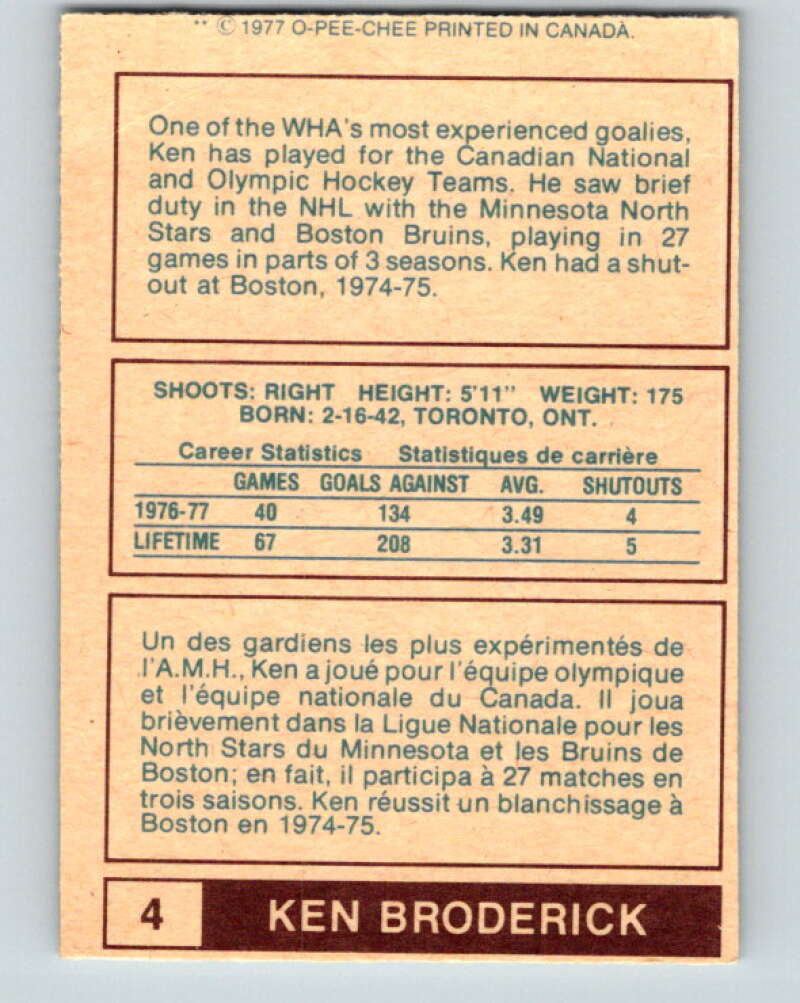 ** © 1977 O-PEE-CHEE PRINTED IN CANADA.
One of the WHA's most experienced goalies,
Ken has played for the Canadian National
and Olympic Hockey Teams. He saw brief
duty in the NHL with the Minnesota North
Stars and Boston Bruins, playing in 27
games in parts of 3 seasons. Ken had a shut-
out at Boston, 1974-75.
SHOOTS: RIGHT HEIGHT: 5'11" WEIGHT: 175
BORN: 2-16-42, TORONTO, ONT.
Career Statistics Statistiques de carrière
GAMES GOALS AGAINST AVG. SHUTOUTS
1976-77 40 134 3.49 4
LIFETIME 67 208 3.31 5
Un des gardiens les plus expérimentés de
l'A.M.H., Ken a joué pour l'équipe olympique
et l'équipe nationale du Canada. Il joua
brièvement dans la Ligue Nationale pour les
North Stars du Minnesota et les Bruins de
Boston; en fait, il participa à 27 matches en
trois saisons. Ken réussit un blanchissage à
Boston en 1974-75.
4 KEN BRODERICK